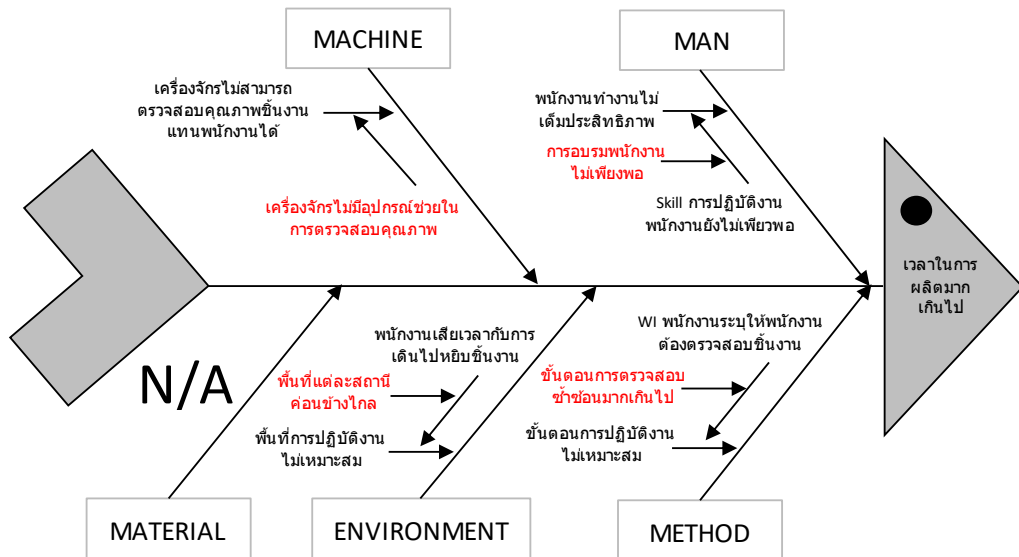 MACHINE
MAN
เครื่องจักรไม่สามารถ
ตรวจสอบคุณภาพชิ้นงาน
แทนพนักงานได้
เครื่องจักรไม่มีอุปกรณ์ช่วยใน
การตรวจสอบคุณภาพ
พนักงานทำงานไม่
เต็มประสิทธิภาพ
การอบรมพนักงาน
ไม่เพียงพอ
Skill การปฏิบัติงาน
พนักงานยังไม่เพียวพอ
เวลาในการ
ผลิตมาก
เกินไป
N/A
พนักงานเสียเวลากับการ
เดินไปหยิบชิ้นงาน
พื้นที่แต่ละสถานี
ค่อนข้างไกล
พื้นที่การปฏิบัติงาน
ไม่เหมาะสม
WI พนักงานระบุให้พนักงาน
ต้องตรวจสอบชิ้นงาน
ขั้นตอนการตรวจสอบ
ซ้ำซ้อนมากเกินไป
ขั้นตอนการปฏิบัติงาน
ไม่เหมาะสม
MATERIAL
ENVIRONMENT
METHOD